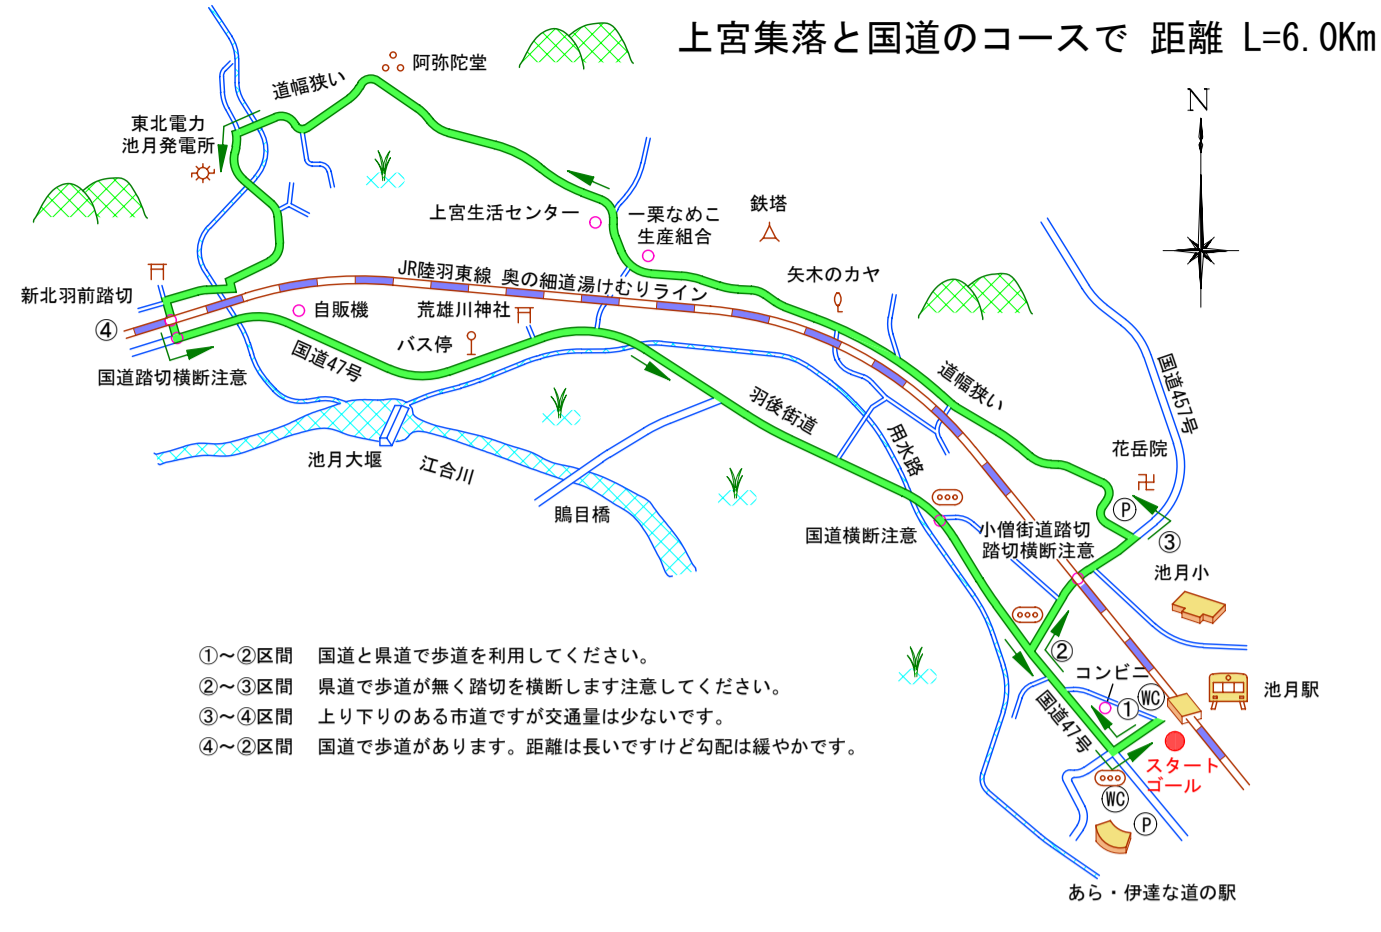 上宮集落と国道のコースで 距離 L=6.0Km
阿弥陀堂
道幅狭い
東北電力
池月発電所
N
上宮生活センター
一栗なめこ
生産組合
鉄塔
矢木のカヤ
新北羽前踏切
④
JR陸羽東線 奥の細道湯けむりライン
自販機
荒雄川神社
バス停
国道47号
国道踏切横断注意
羽後街道
道幅狭い
国道457号
用水路
花岳院
P
③
池月大堰
江合川
鴫目橋
国道横断注意
小僧街道踏切
踏切横断注意
池月小
②
コンビニ
WC
①
池月駅
国道47号
スタート
ゴール
WC
P
あら・伊達な道の駅
①～②区間 国道と県道で歩道を利用してください。
②～③区間 県道で歩道が無く踏切を横断します注意してください。
③～④区間 上り下りのある市道ですが交通量は少ないです。
④～②区間 国道で歩道があります。距離は長いですけど勾配は緩やかです。